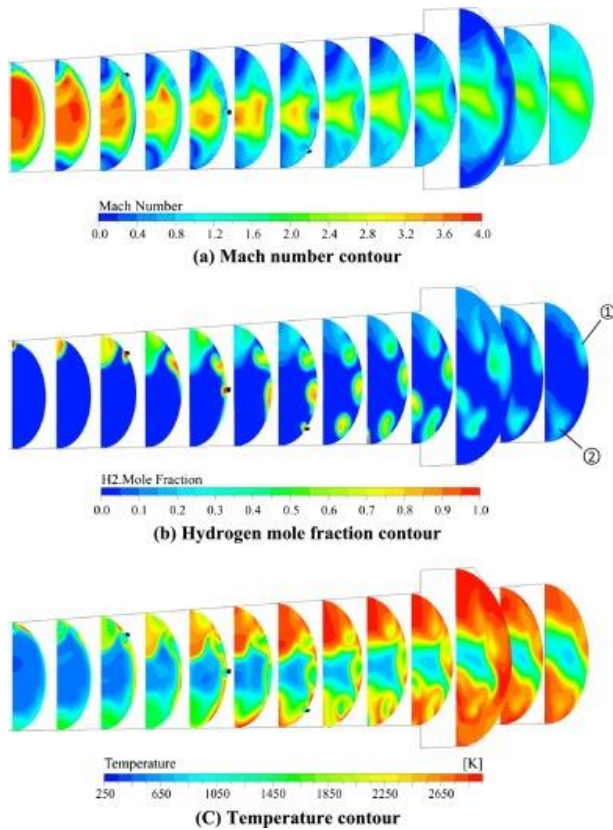 Mach Number
0.0 0.4 0.8 1.2 1.6 2.0 2.4 2.8 3.2 3.6 4.0
(a) Mach number contour
①
②
H2.Mole Fraction
0.0 0.1 0.2 0.3 0.4 0.5 0.6 0.7 0.8 0.9 1.0
(b) Hydrogen mole fraction contour
Temperature [K]
250 650 1050 1450 1850 2250 2650
(C) Temperature contour